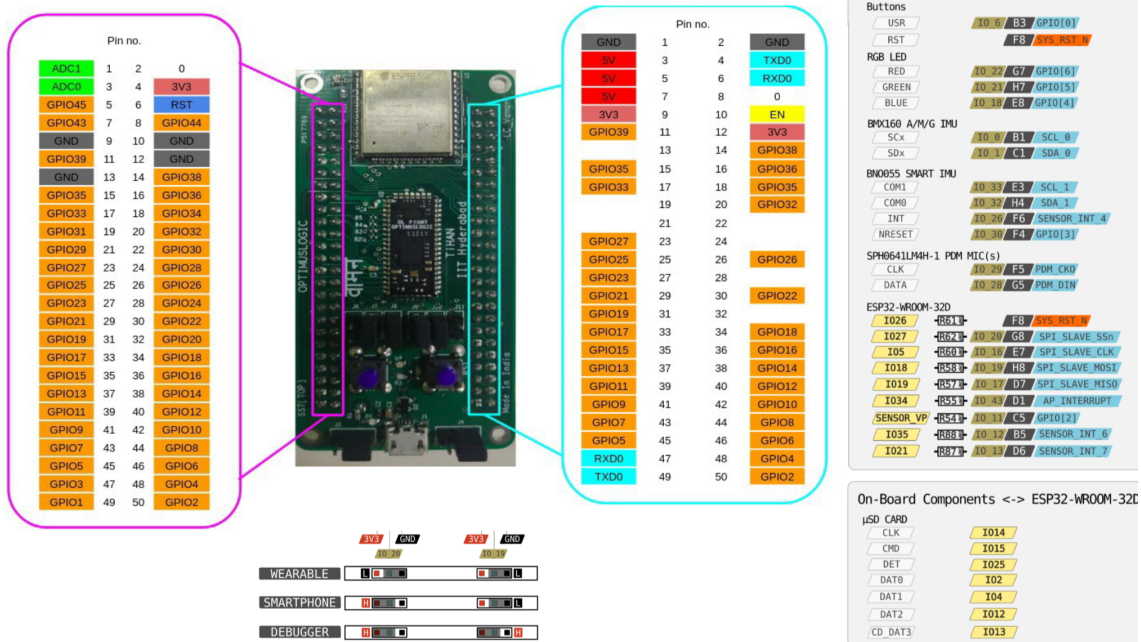 Pin no.
ADC1 1 2 0
ADC0 3 4 3V3
GPIO45 5 6 RST
GPIO43 7 8 GPIO44
GND 9 10 GND
GPIO39 11 12 GND
GND 13 14 GPIO38
GPIO35 15 16 GPIO36
GPIO33 17 18 GPIO34
GPIO31 19 20 GPIO32
GPIO29 21 22 GPIO30
GPIO27 23 24 GPIO28
GPIO25 25 26 GPIO26
GPIO23 27 28 GPIO24
GPIO21 29 30 GPIO22
GPIO19 31 32 GPIO20
GPIO17 33 34 GPIO18
GPIO15 35 36 GPIO16
GPIO13 37 38 GPIO14
GPIO11 39 40 GPIO12
GPIO9 41 42 GPIO10
GPIO7 43 44 GPIO8
GPIO5 45 46 GPIO6
GPIO3 47 48 GPIO4
GPIO1 49 50 GPIO2
OPTIMUSLOGIC
वामन
QL PIGMY
OPTIMUSLOGIC
TiHAN
IIT Hyderabad
Made in India
Pin no.
GND 1 2 GND
5V 3 4 TXD0
5V 5 6 RXD0
5V 7 8 0
3V3 9 10 EN
GPIO39 11 12 3V3
13 14 GPIO38
GPIO35 15 16 GPIO36
GPIO33 17 18 GPIO35
19 20 GPIO32
21 22
GPIO27 23 24
GPIO25 25 26 GPIO26
GPIO23 27 28
GPIO21 29 30 GPIO22
GPIO19 31 32
GPIO17 33 34 GPIO18
GPIO15 35 36 GPIO16
GPIO13 37 38 GPIO14
GPIO11 39 40 GPIO12
GPIO9 41 42 GPIO10
GPIO7 43 44 GPIO8
GPIO5 45 46 GPIO6
RXD0 47 48 GPIO4
TXD0 49 50 GPIO2
3V3 GND 3V3 GND
IO_20 IO_19
WEARABLE L L
SMARTPHONE H L
DEBUGGER H H
Buttons
USR IO_6 B3 GPIO[0]
RST F8 SYS_RST_N
RGB LED
RED IO_22 G7 GPIO[6]
GREEN IO_21 H7 GPIO[5]
BLUE IO_18 E8 GPIO[4]
BMX160 A/M/G IMU
SCx IO_0 B1 SCL_0
SDx IO_1 C1 SDA_0
BNO055 SMART IMU
COM1 IO_33 E3 SCL_1
COM0 IO_32 H4 SDA_1
INT IO_26 F6 SENSOR_INT_4
NRESET IO_30 F4 GPIO[3]
SPH0641LM4H-1 PDM MIC(s)
CLK IO_29 F5 PDM_CKO
DATA IO_28 G5 PDM_DIN
ESP32-WROOM-32D
IO26 R61 F8 SYS_RST_N
IO27 R62 IO_20 G8 SPI_SLAVE_SSn
IO5 R60 IO_16 E7 SPI_SLAVE_CLK
IO18 R58 IO_19 H8 SPI_SLAVE_MOSI
IO19 R57 IO_17 D7 SPI_SLAVE_MISO
IO34 R55 IO_43 D1 AP_INTERRUPT
SENSOR_VP R54 IO_11 C5 GPIO[2]
IO35 R88 IO_12 B5 SENSOR_INT_6
IO21 R87 IO_13 D6 SENSOR_INT_7
On-Board Components <-> ESP32-WROOM-32D
µSD CARD
CLK IO14
CMD IO15
DET IO25
DAT0 IO2
DAT1 IO4
DAT2 IO12
CD_DAT3 IO13